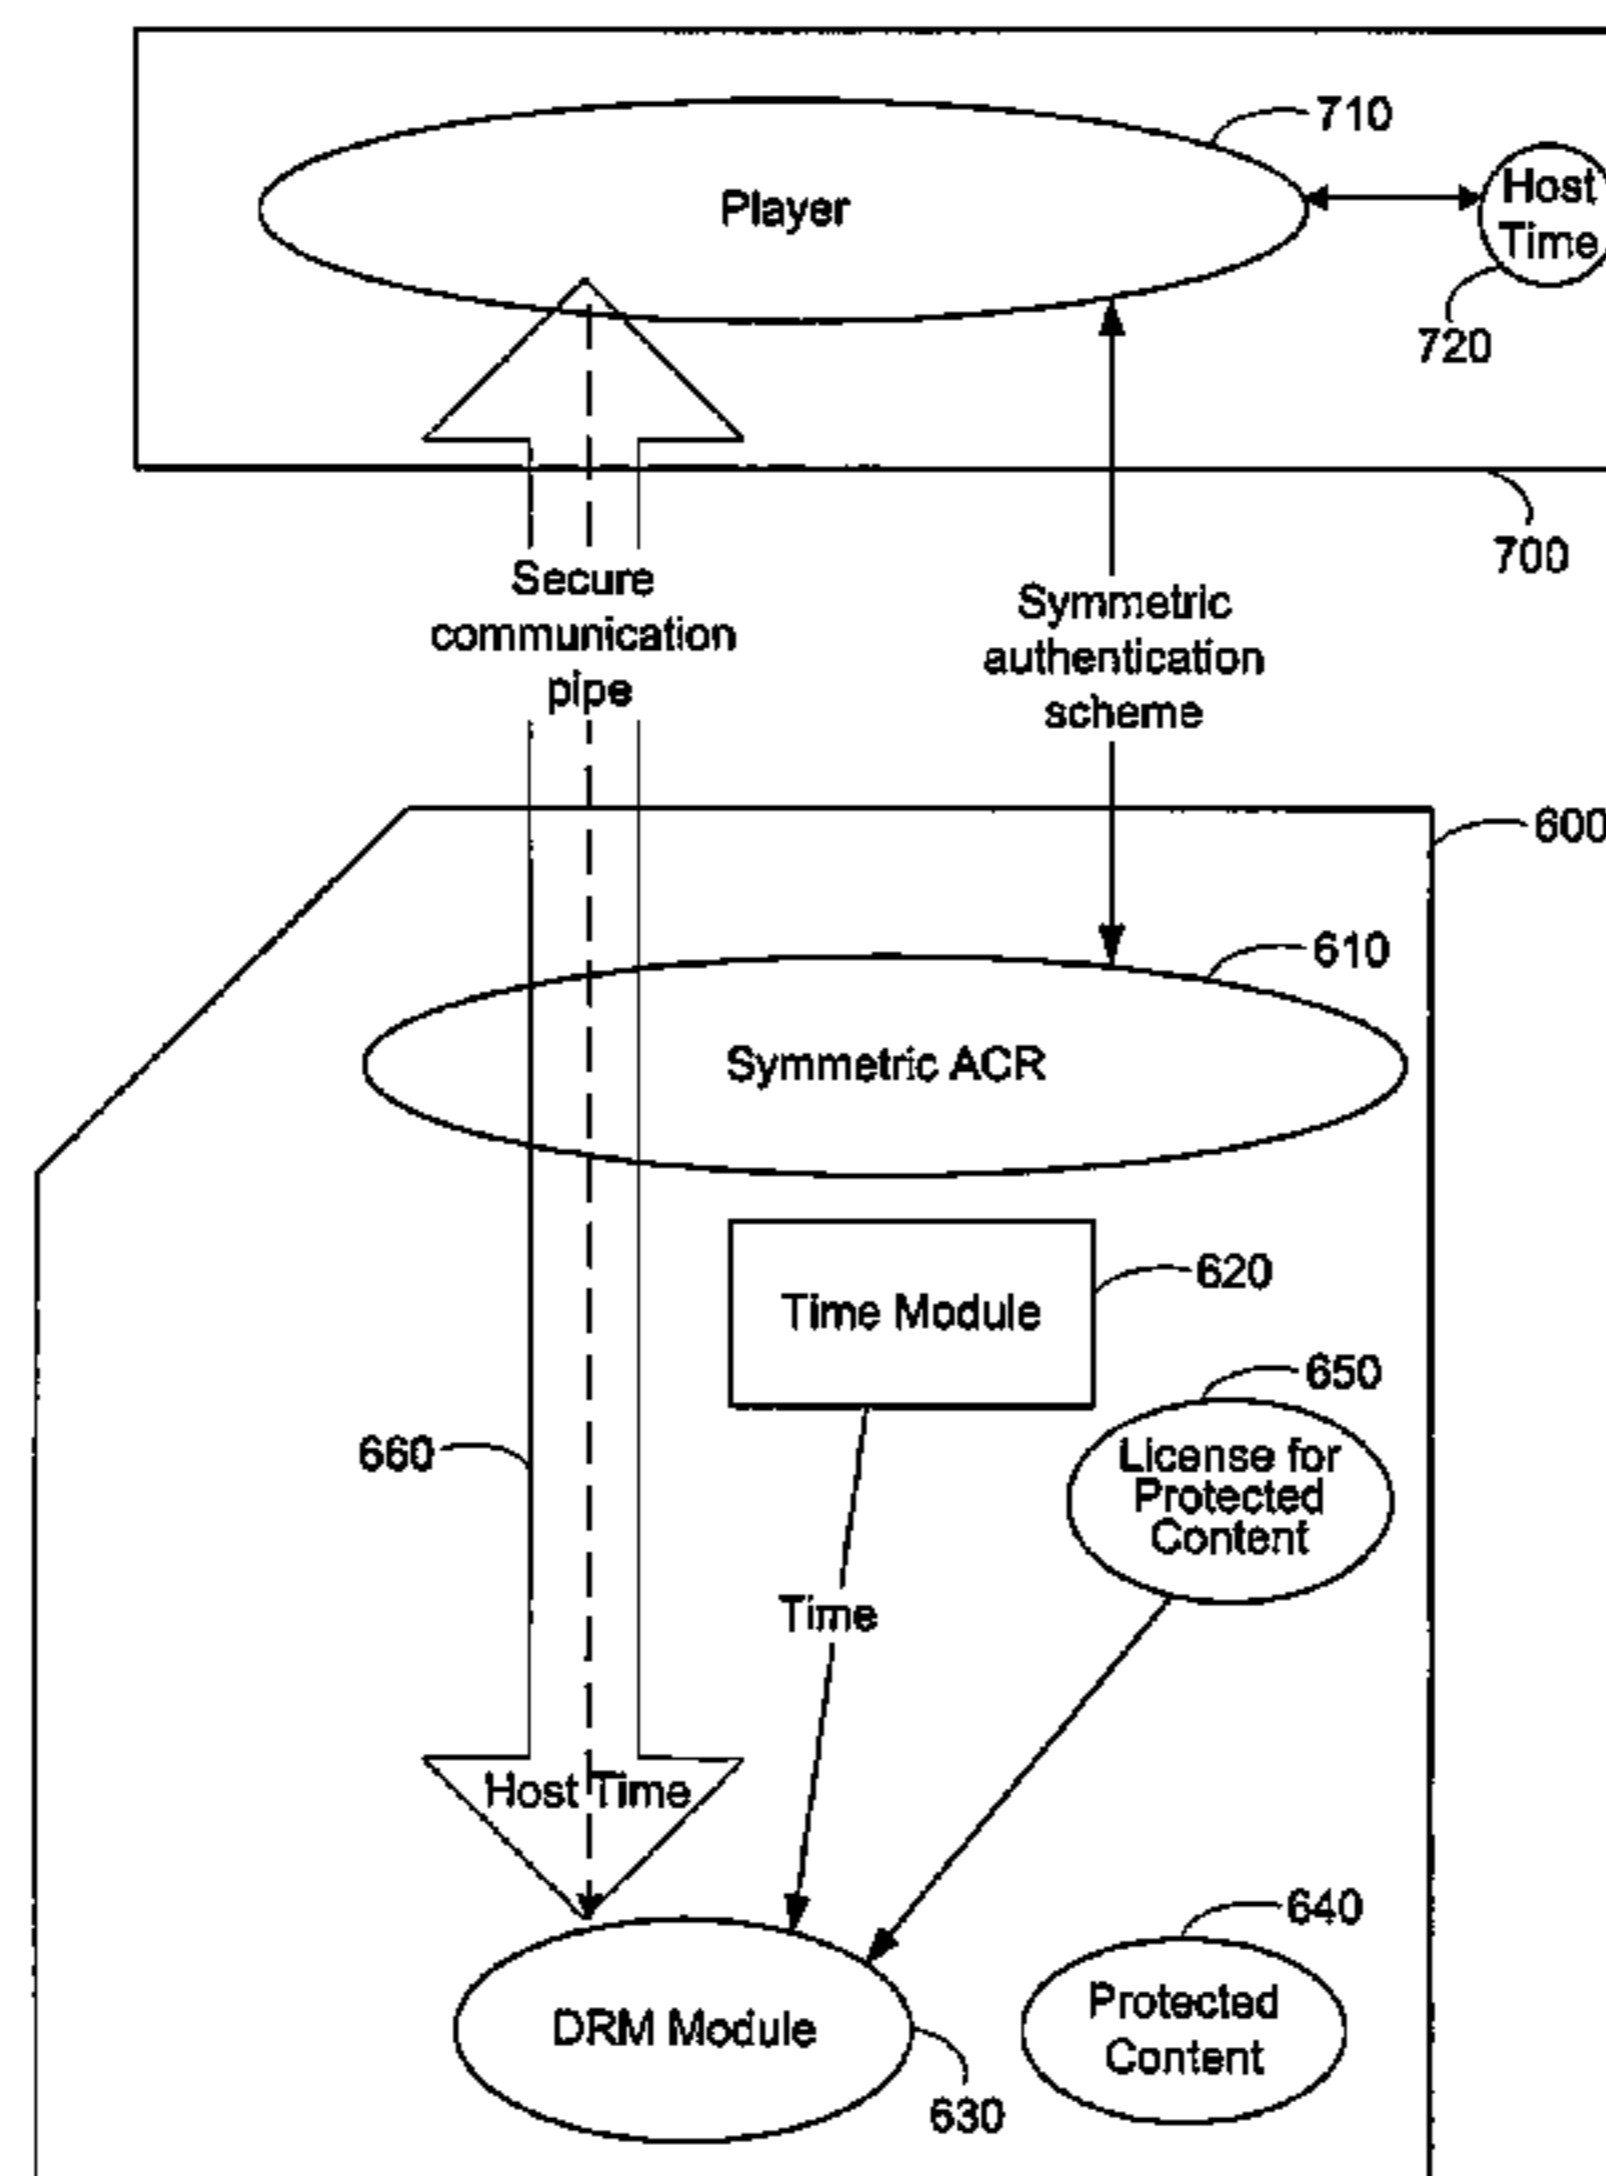 710
Player
Host
Time
720
700
Secure
communication
pipe
Symmetric
authentication
scheme
600
610
Symmetric ACR
620
Time Module
650
License for
Protected
Content
660
Time
Host Time
640
Protected
Content
DRM Module
630